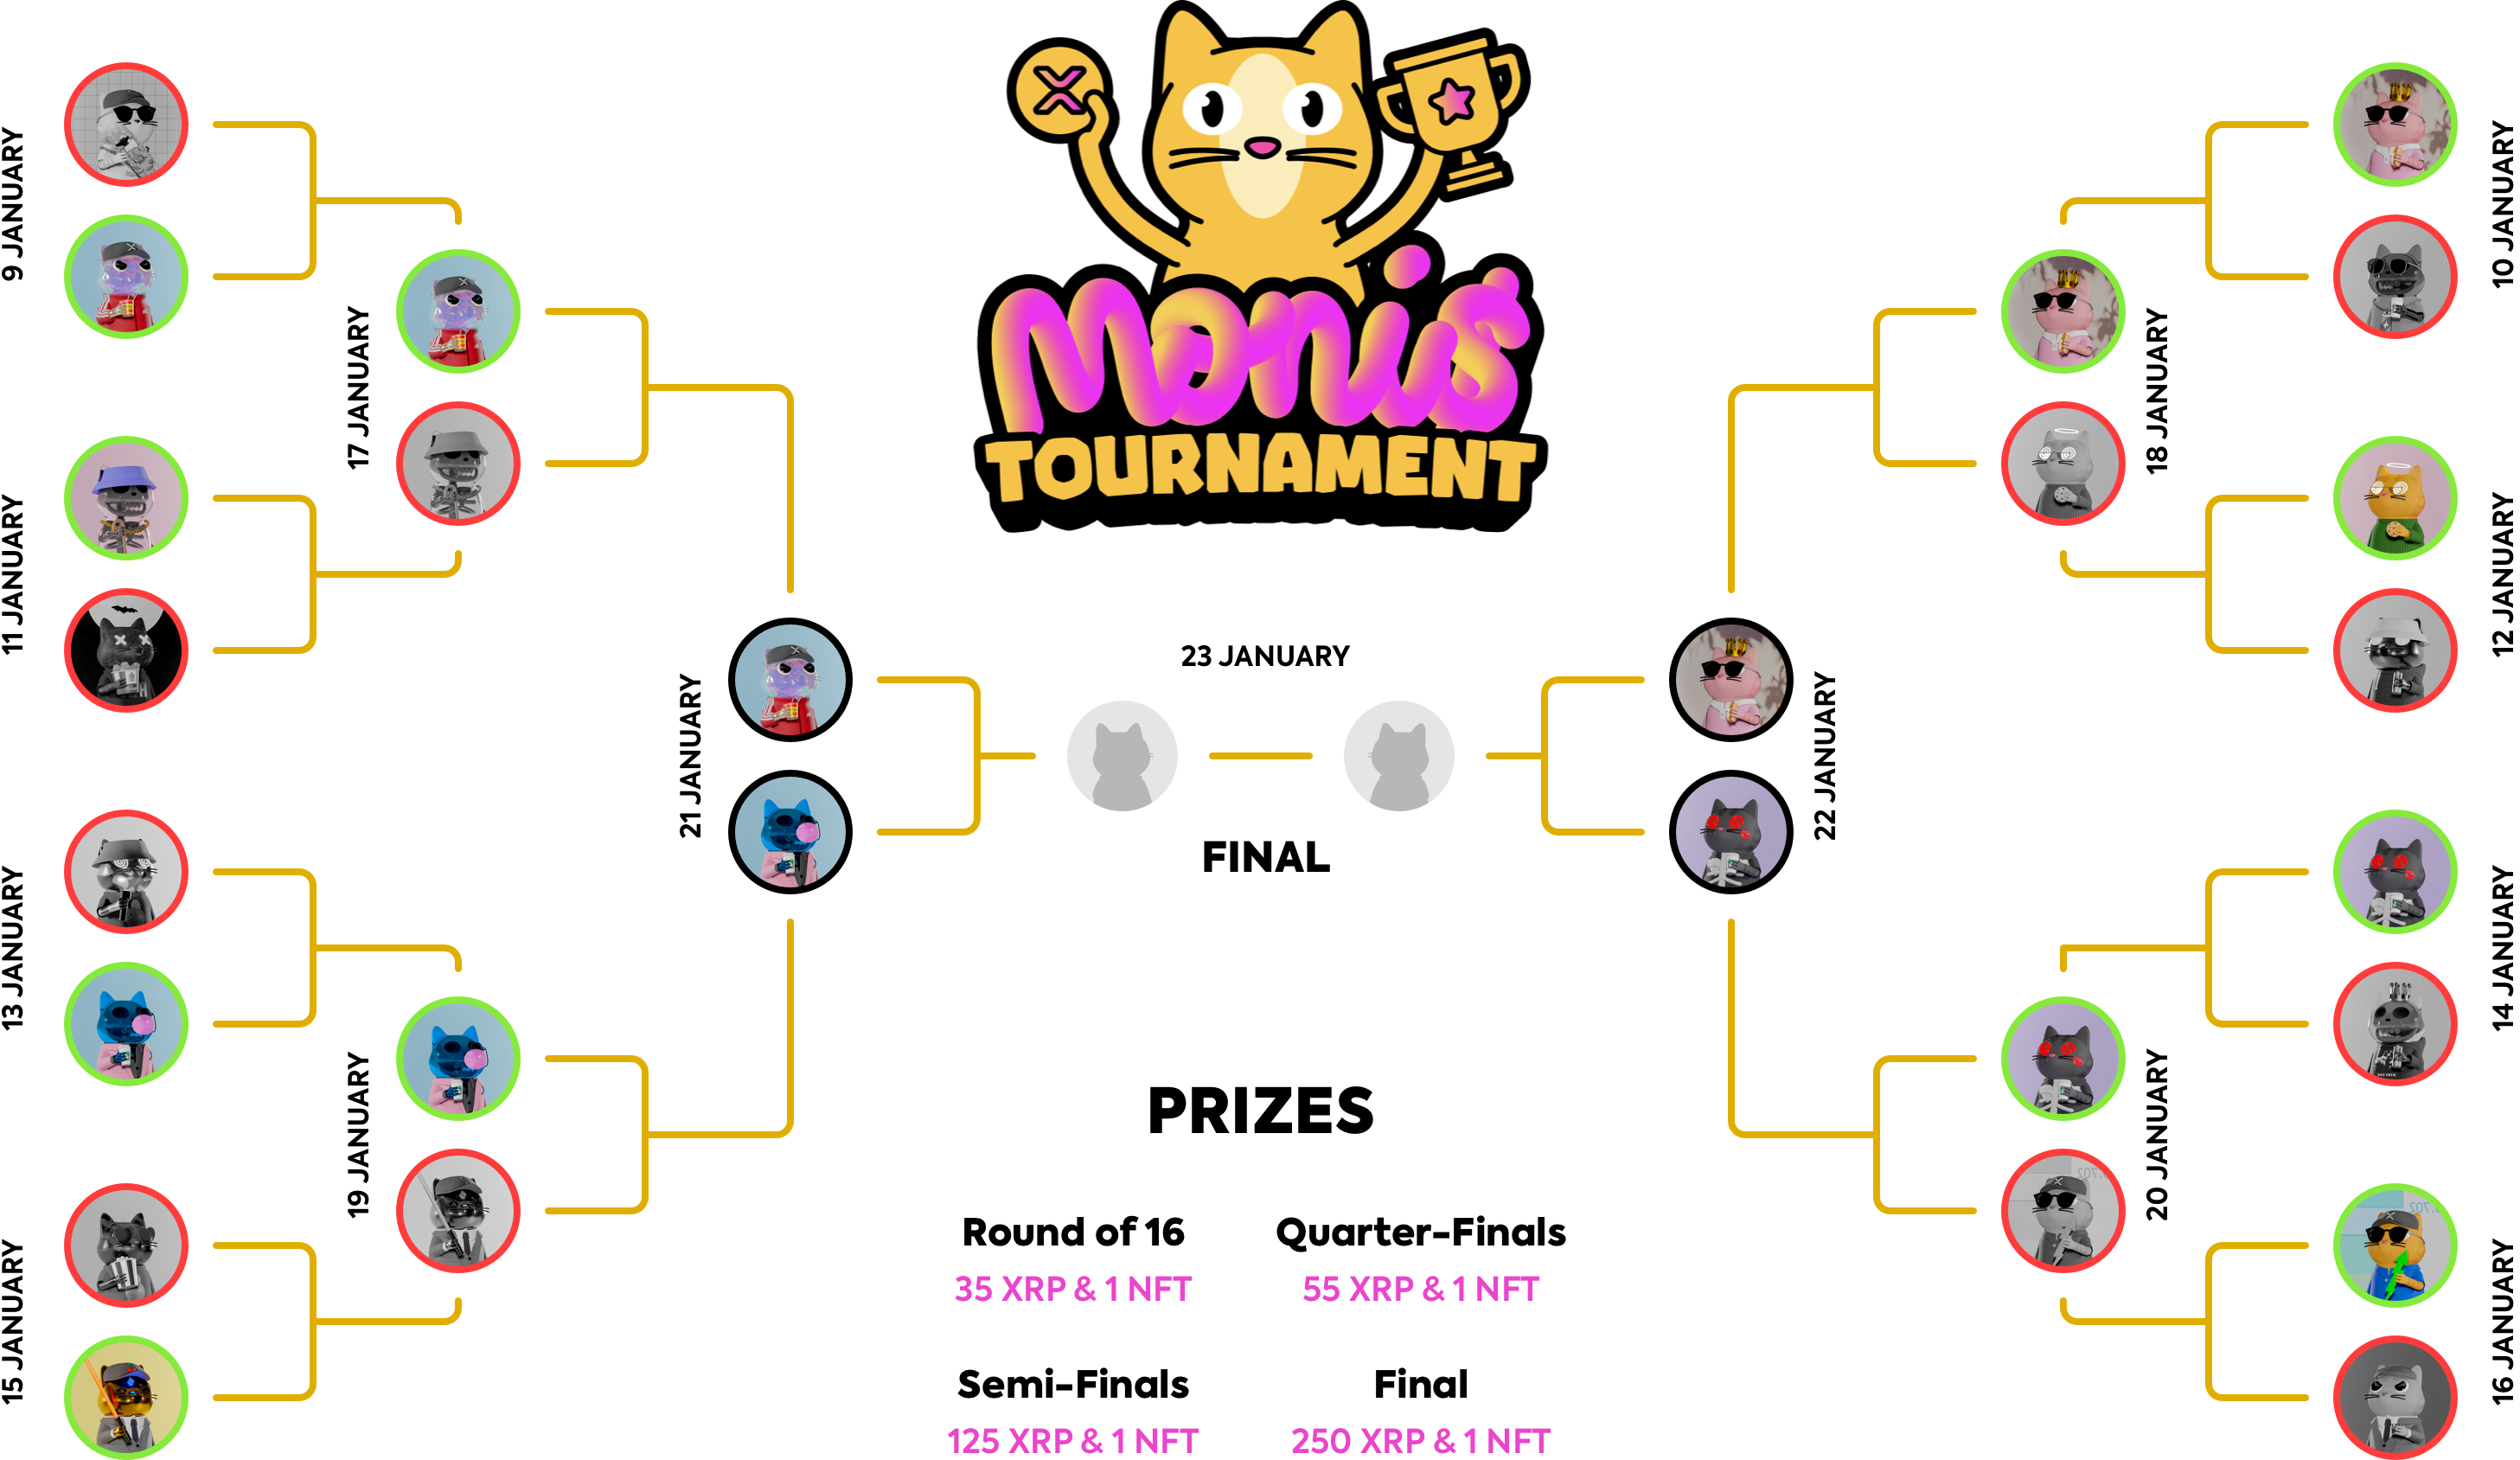 9 JANUARY
11 JANUARY
13 JANUARY
15 JANUARY
17 JANUARY
19 JANUARY
21 JANUARY
Monis
TOURNAMENT
23 JANUARY
FINAL
PRIZES
Round of 16
35 XRP & 1 NFT
Quarter-Finals
55 XRP & 1 NFT
Semi-Finals
125 XRP & 1 NFT
Final
250 XRP & 1 NFT
22 JANUARY
18 JANUARY
20 JANUARY
10 JANUARY
12 JANUARY
14 JANUARY
16 JANUARY